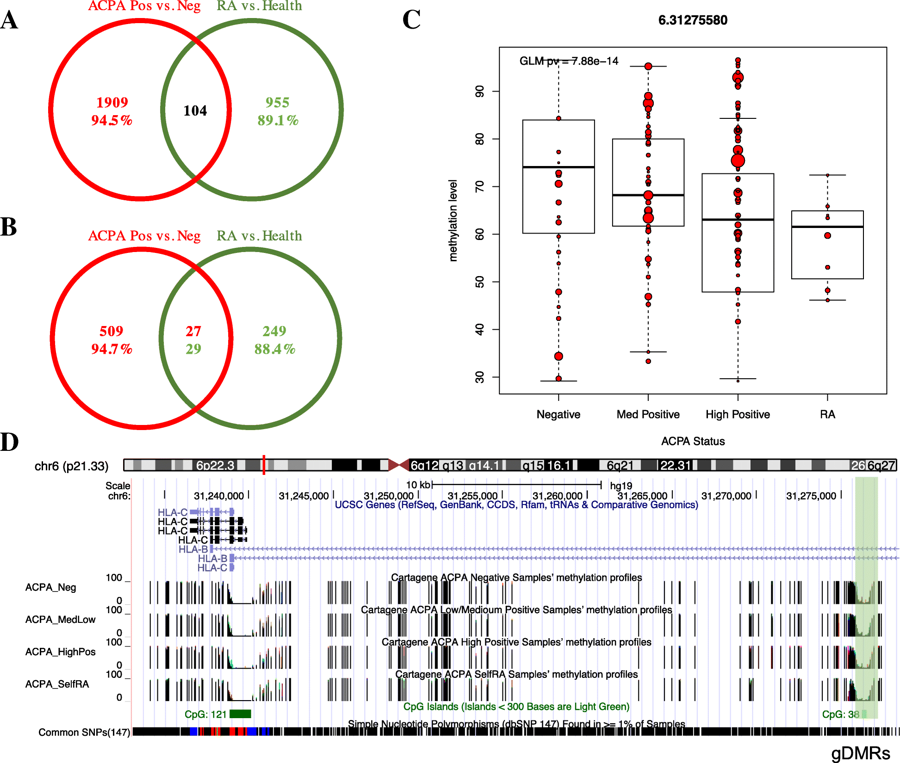 A
ACPA Pos vs. Neg
RA vs. Health
1909
94.5%
104
955
89.1%
B
ACPA Pos vs. Neg
RA vs. Health
509
94.7%
27
29
249
88.4%
C
6.31275580
GLM pv = 7.88e-14
methylation level
90
80
70
60
50
40
30
Negative
Med Positive
High Positive
RA
ACPA Status
D
chr6 (p21.33)
6p22.3
6q12
q13
q14.1
q15
16.1
6q21
22.31
26
6q27
Scale
10 kb
hg19
chr6:
31,240,000
31,245,000
31,250,000
31,255,000
31,260,000
31,265,000
31,270,000
31,275,000
UCSC Genes (RefSeq, GenBank, CCDS, Rfam, tRNAs & Comparative Genomics)
HLA-C
HLA-C
HLA-C
HLA-C
HLA-B
HLA-B
HLA-C
Cartagene ACPA Negative Samples' methylation profiles
100
ACPA_Neg
0
Cartagene ACPA Low/Medioum Positive Samples' methylation profiles
100
ACPA_MedLow
0
Cartagene ACPA High Positive Samples' methylation profiles
100
ACPA_HighPos
0
Cartagene ACPA SelfRA Samples' methylation profiles
100
ACPA_SelfRA
0
CpG Islands (Islands < 300 Bases are Light Green)
CpG: 121
CpG: 38
Simple Nucleotide Polymorphisms (dbSNP 147) Found in >= 1% of Samples
Common SNPs(147)
gDMRs